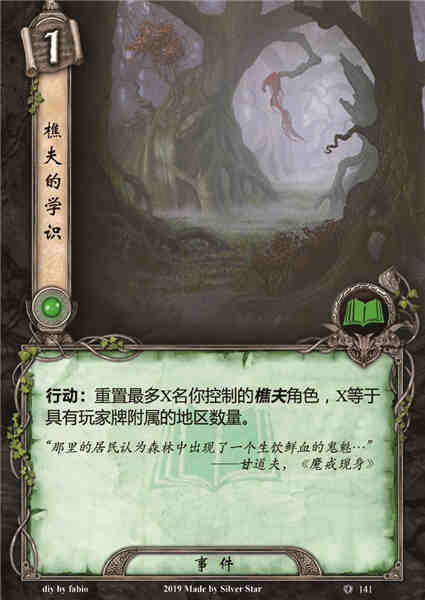 1
樵夫的学识
行动：重置最多X名你控制的樵夫角色，X等于
具有玩家牌附属的地区数量。
“那里的居民认为森林中出现了一个生饮鲜血的鬼魅…”
——甘道夫，《魔戒现身》
事件
diy by fabio
2019 Made by Silver Star
141